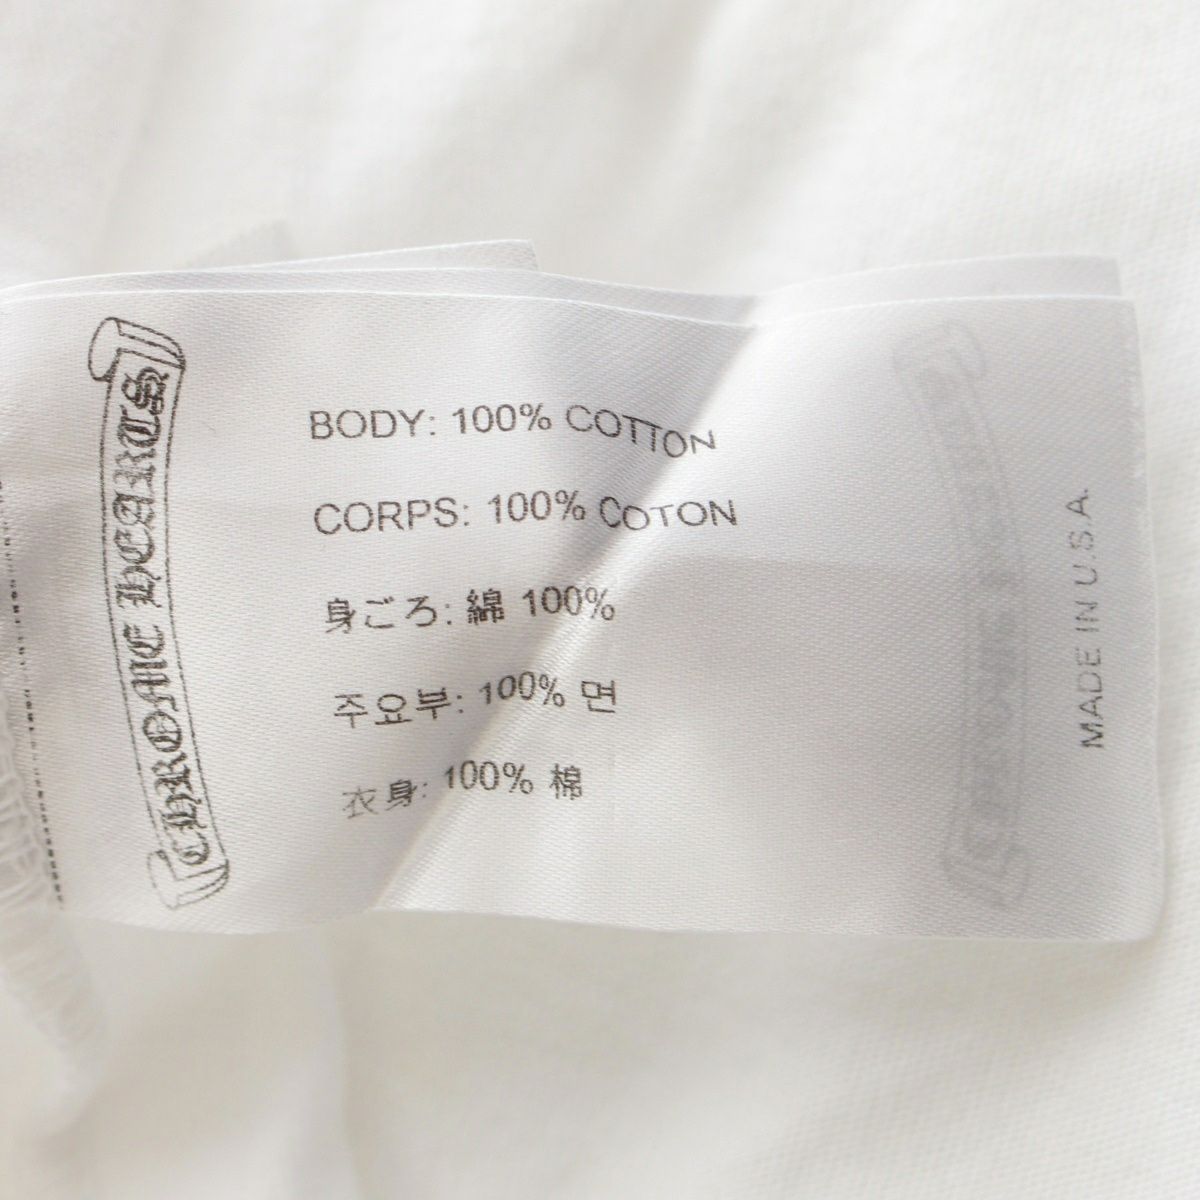 CHROME HEARTS
BODY: 100% COTTON
CORPS: 100% COTON
身ごろ: 綿 100%
주요부: 100% 면
衣身: 100% 棉
MADE IN U.S.A.